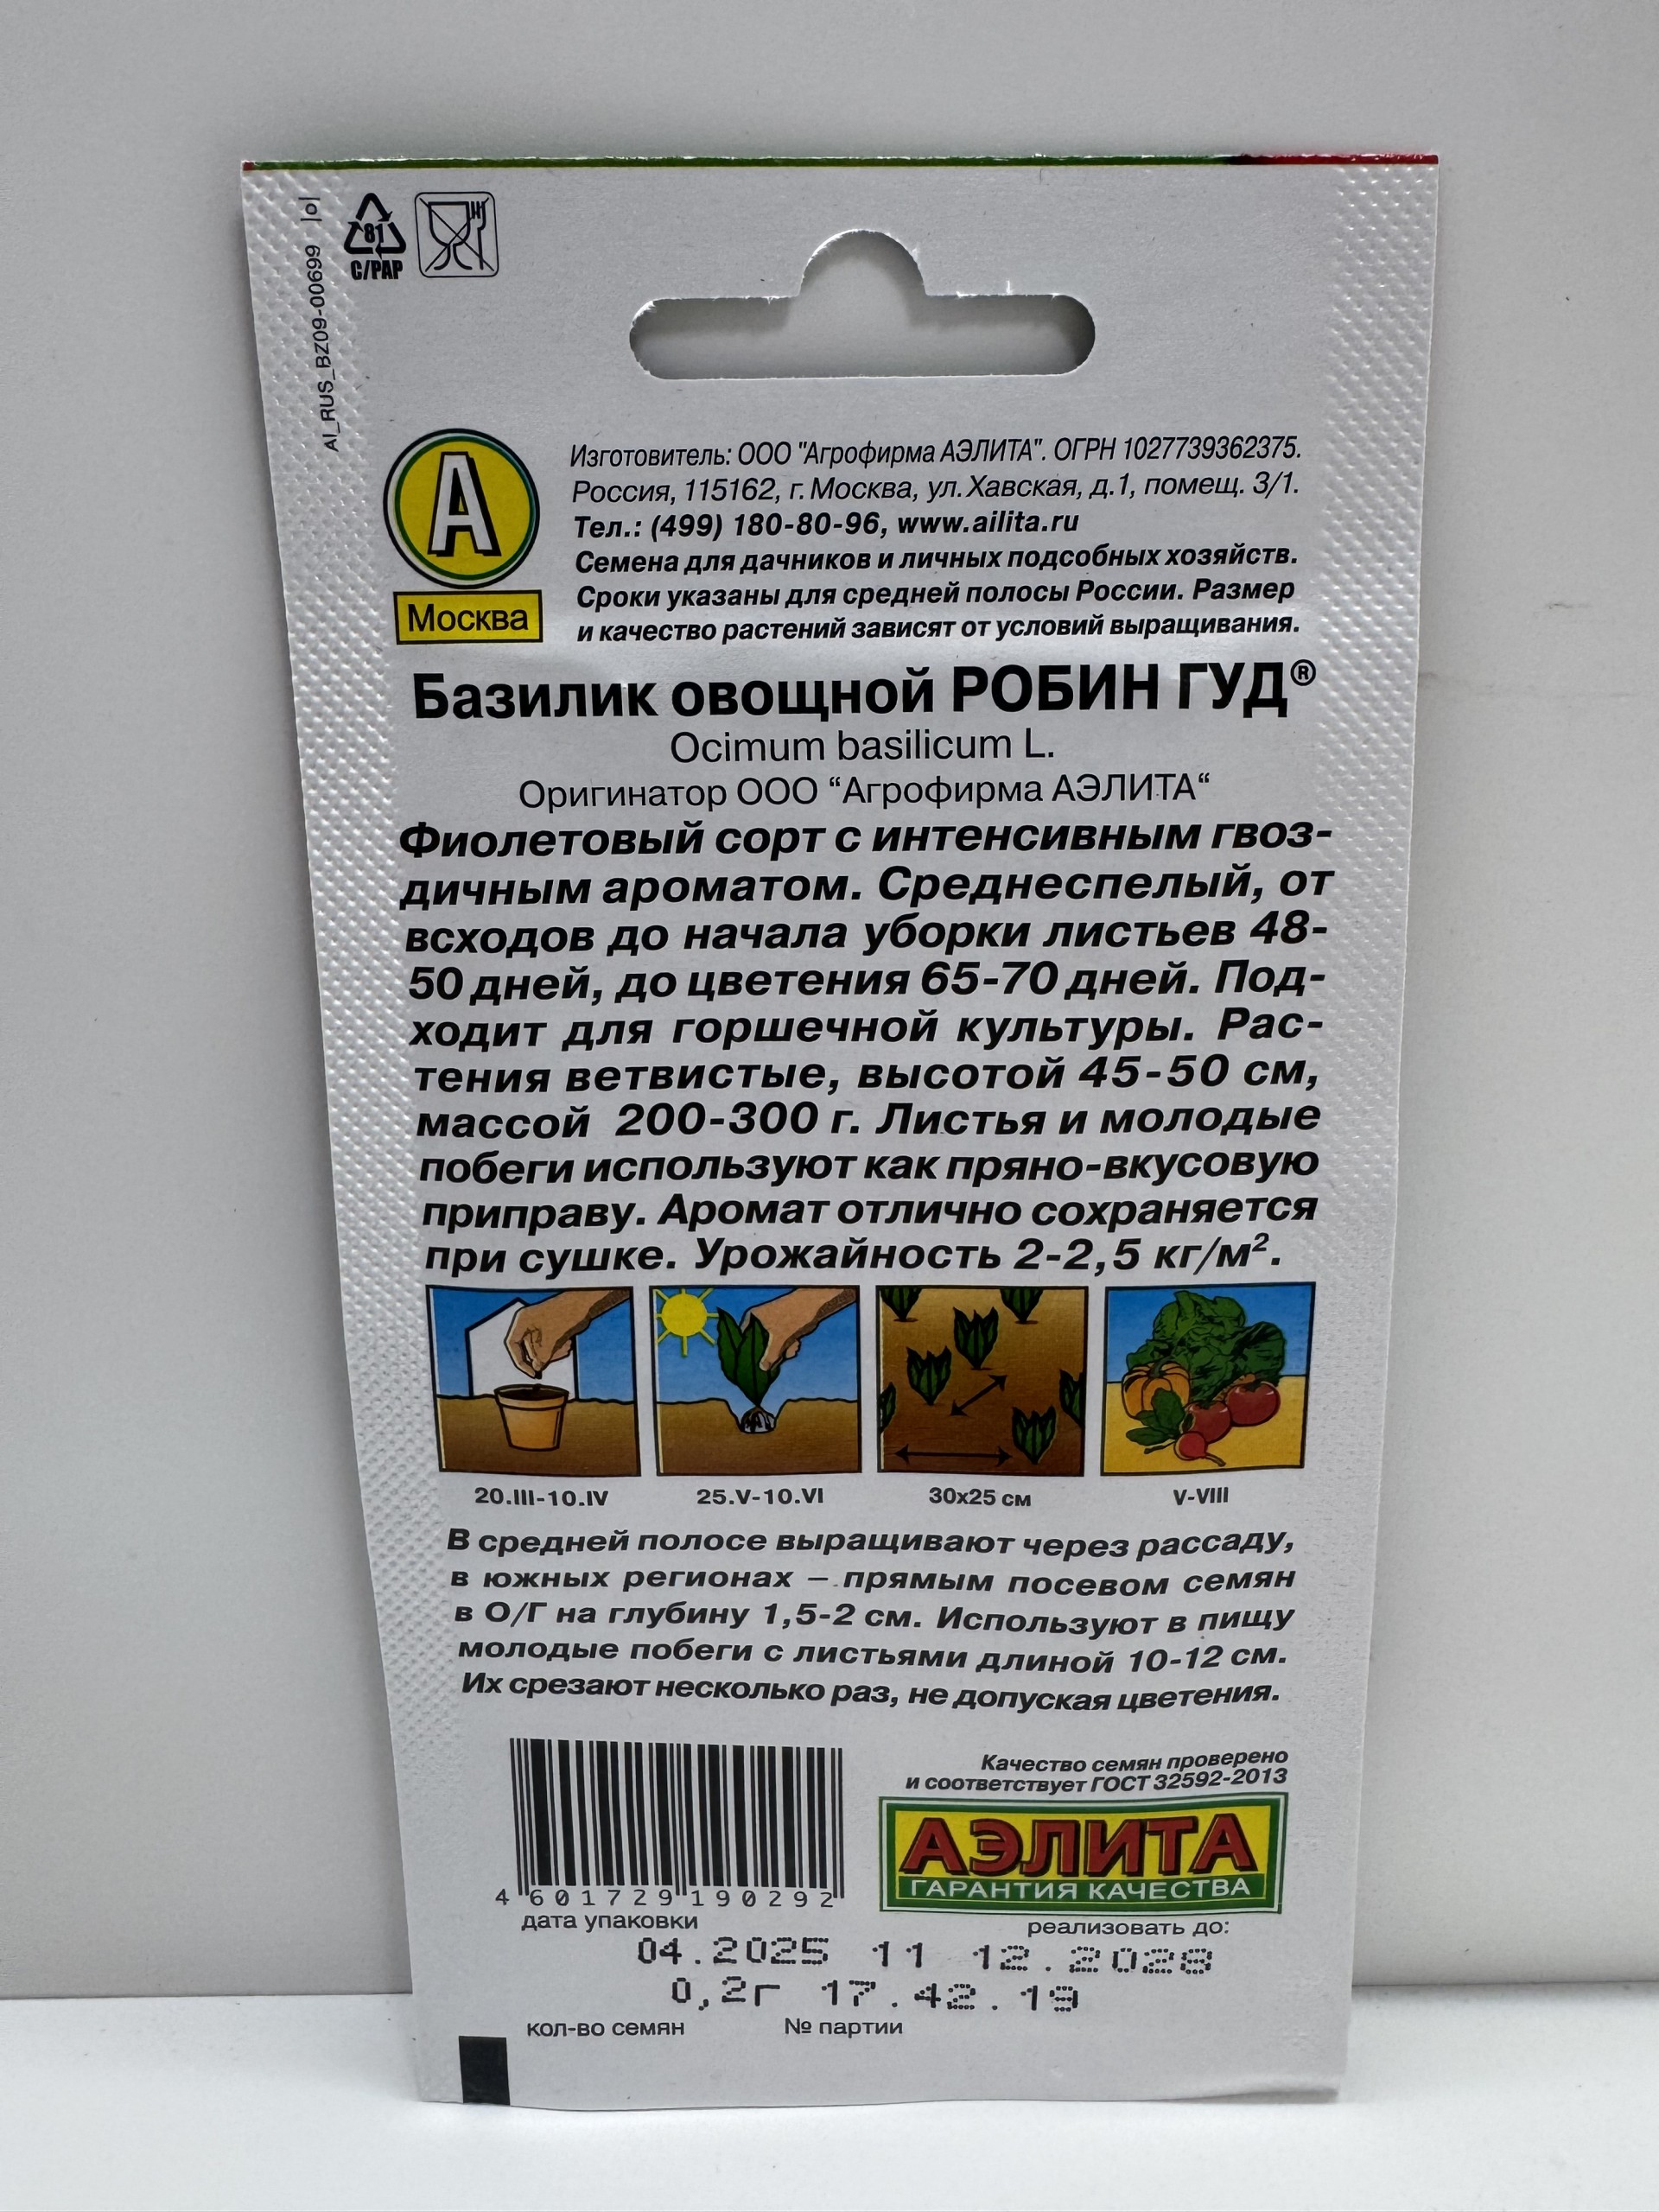 AI_RUS_BZ09-00699 |o|
81
C/PAP
А
Москва
Изготовитель: ООО "Агрофирма АЭЛИТА". ОГРН 1027739362375.
Россия, 115162, г. Москва, ул. Хавская, д.1, помещ. 3/1.
Тел.: (499) 180-80-96, www.ailita.ru
Семена для дачников и личных подсобных хозяйств.
Сроки указаны для средней полосы России. Размер
и качество растений зависят от условий выращивания.
Базилик овощной РОБИН ГУД®
Ocimum basilicum L.
Оригинатор ООО “Агрофирма АЭЛИТА“
Фиолетовый сорт с интенсивным гвоз-
дичным ароматом. Среднеспелый, от
всходов до начала уборки листьев 48-
50 дней, до цветения 65-70 дней. Под-
ходит для горшечной культуры. Рас-
тения ветвистые, высотой 45-50 см,
массой 200-300 г. Листья и молодые
побеги используют как пряно-вкусовую
приправу. Аромат отлично сохраняется
при сушке. Урожайность 2-2,5 кг/м².
20.III-10.IV 25.V-10.VI 30x25 см V-VIII
В средней полосе выращивают через рассаду,
в южных регионах – прямым посевом семян
в О/Г на глубину 1,5-2 см. Используют в пищу
молодые побеги с листьями длиной 10-12 см.
Их срезают несколько раз, не допуская цветения.
Качество семян проверено
и соответствует ГОСТ 32592-2013
АЭЛИТА
ГАРАНТИЯ КАЧЕСТВА
4 601729 190292
дата упаковки реализовать до:
04.2025 11 12.2028
0,2г 17.42.19
кол-во семян № партии